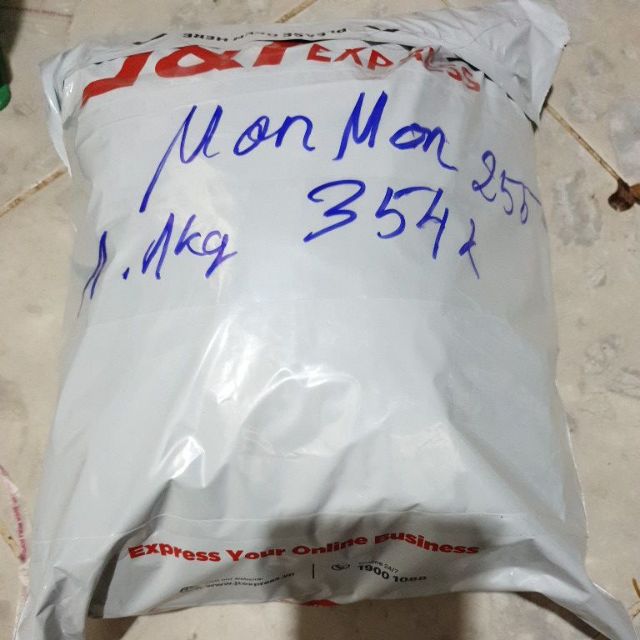 J&T EXPRESS
Mon Mon 255
1.1kg 354k
Express Your Online Business
1900 1088